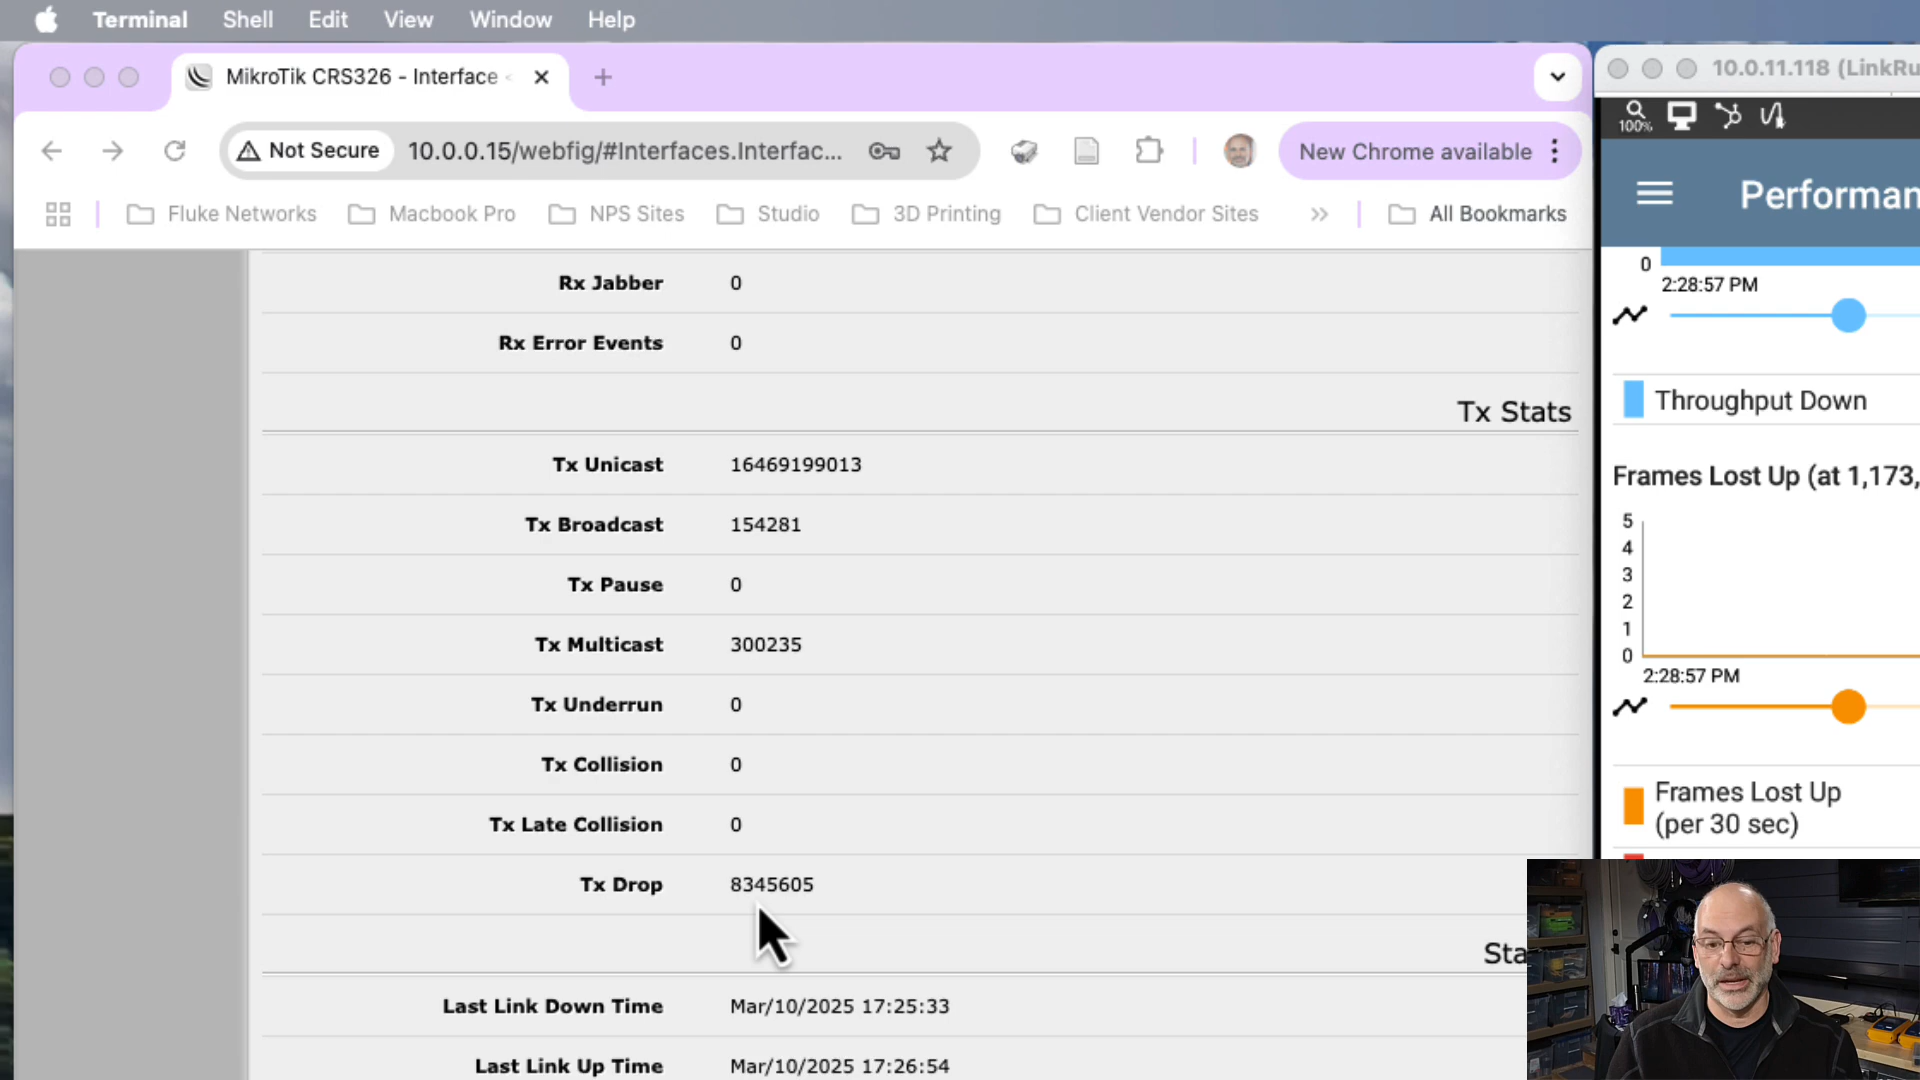 Terminal Shell Edit View Window Help
MikroTik CRS326 - Interface
10.0.11.118 (LinkRu
100%
Not Secure 10.0.0.15/webfig/#Interfaces.Interfac... New Chrome available
Performan
Fluke Networks Macbook Pro NPS Sites Studio 3D Printing Client Vendor Sites » All Bookmarks
Rx Jabber 0
Rx Error Events 0
Tx Stats
Tx Unicast 16469199013
Tx Broadcast 154281
Tx Pause 0
Tx Multicast 300235
Tx Underrun 0
Tx Collision 0
Tx Late Collision 0
Tx Drop 8345605
Sta
Last Link Down Time Mar/10/2025 17:25:33
Last Link Up Time Mar/10/2025 17:26:54
0
2:28:57 PM
Throughput Down
Frames Lost Up (at 1,173,
5
4
3
2
1
0
2:28:57 PM
Frames Lost Up
(per 30 sec)